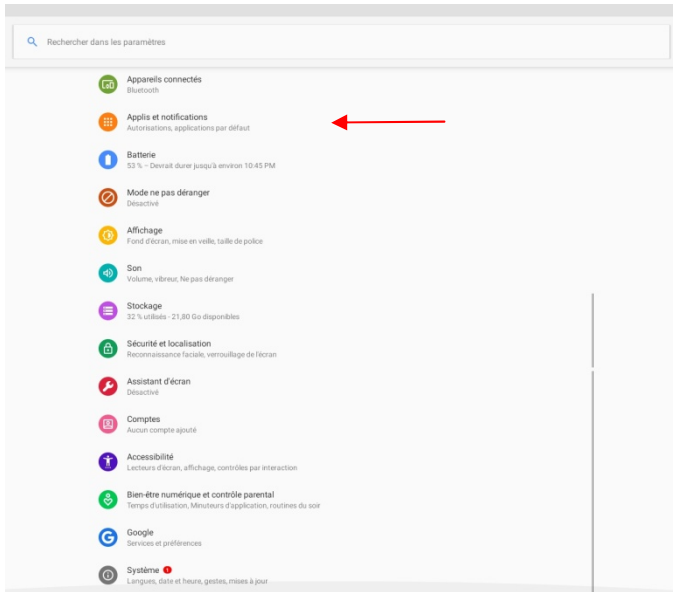 Rechercher dans les paramètres
Appareils connectés
Bluetooth
Applis et notifications
Autorisations, applications par défaut
Batterie
53 % – Devrait durer jusqu'à environ 10:45 PM
Mode ne pas déranger
Désactivé
Affichage
Fond d'écran, mise en veille, taille de police
Son
Volume, vibreur, Ne pas déranger
Stockage
32 % utilisés - 21,80 Go disponibles
Sécurité et localisation
Reconnaissance faciale, verrouillage de l'écran
Assistant d'écran
Désactivé
Comptes
Aucun compte ajouté
Accessibilité
Lecteurs d'écran, affichage, contrôles par interaction
Bien-être numérique et contrôle parental
Temps d'utilisation, Minuteurs d'application, routines du soir
Google
Services et préférences
Système
Langues, date et heure, gestes, mises à jour